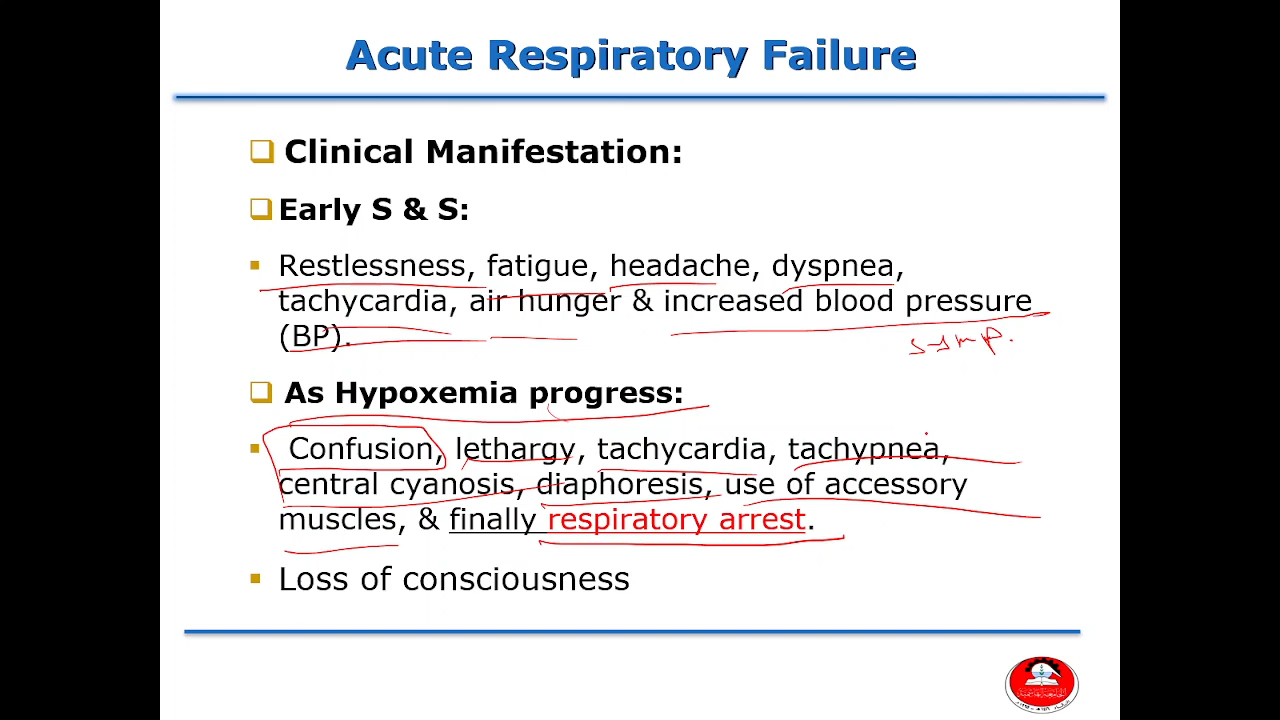 Acute Respiratory Failure
Clinical Manifestation:
Early S & S:
Restlessness, fatigue, headache, dyspnea,
tachycardia, air hunger & increased blood pressure
(BP).
symp.
As Hypoxemia progress:
Confusion, lethargy, tachycardia, tachypnea,
central cyanosis, diaphoresis, use of accessory
muscles, & finally respiratory arrest.
Loss of consciousness